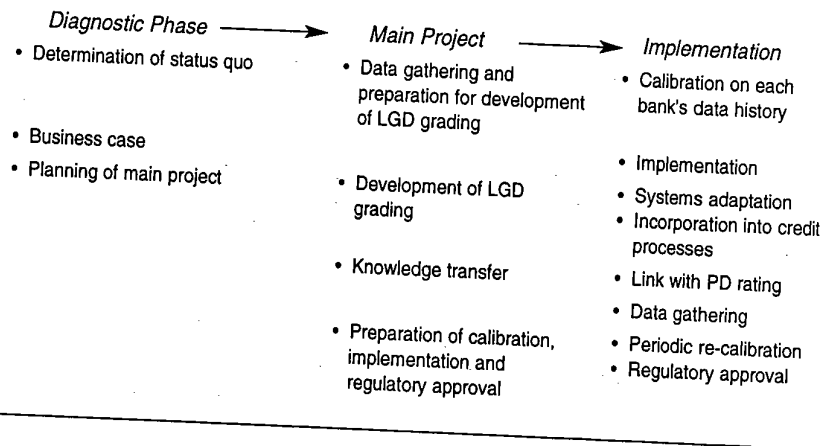 Diagnostic Phase
• Determination of status quo
• Business case
• Planning of main project
Main Project
• Data gathering and
preparation for development
of LGD grading
• Development of LGD
grading
• Knowledge transfer
• Preparation of calibration,
implementation and
regulatory approval
Implementation
• Calibration on each
bank's data history
• Implementation
• Systems adaptation
• Incorporation into credit
processes
• Link with PD rating
• Data gathering
• Periodic re-calibration
• Regulatory approval